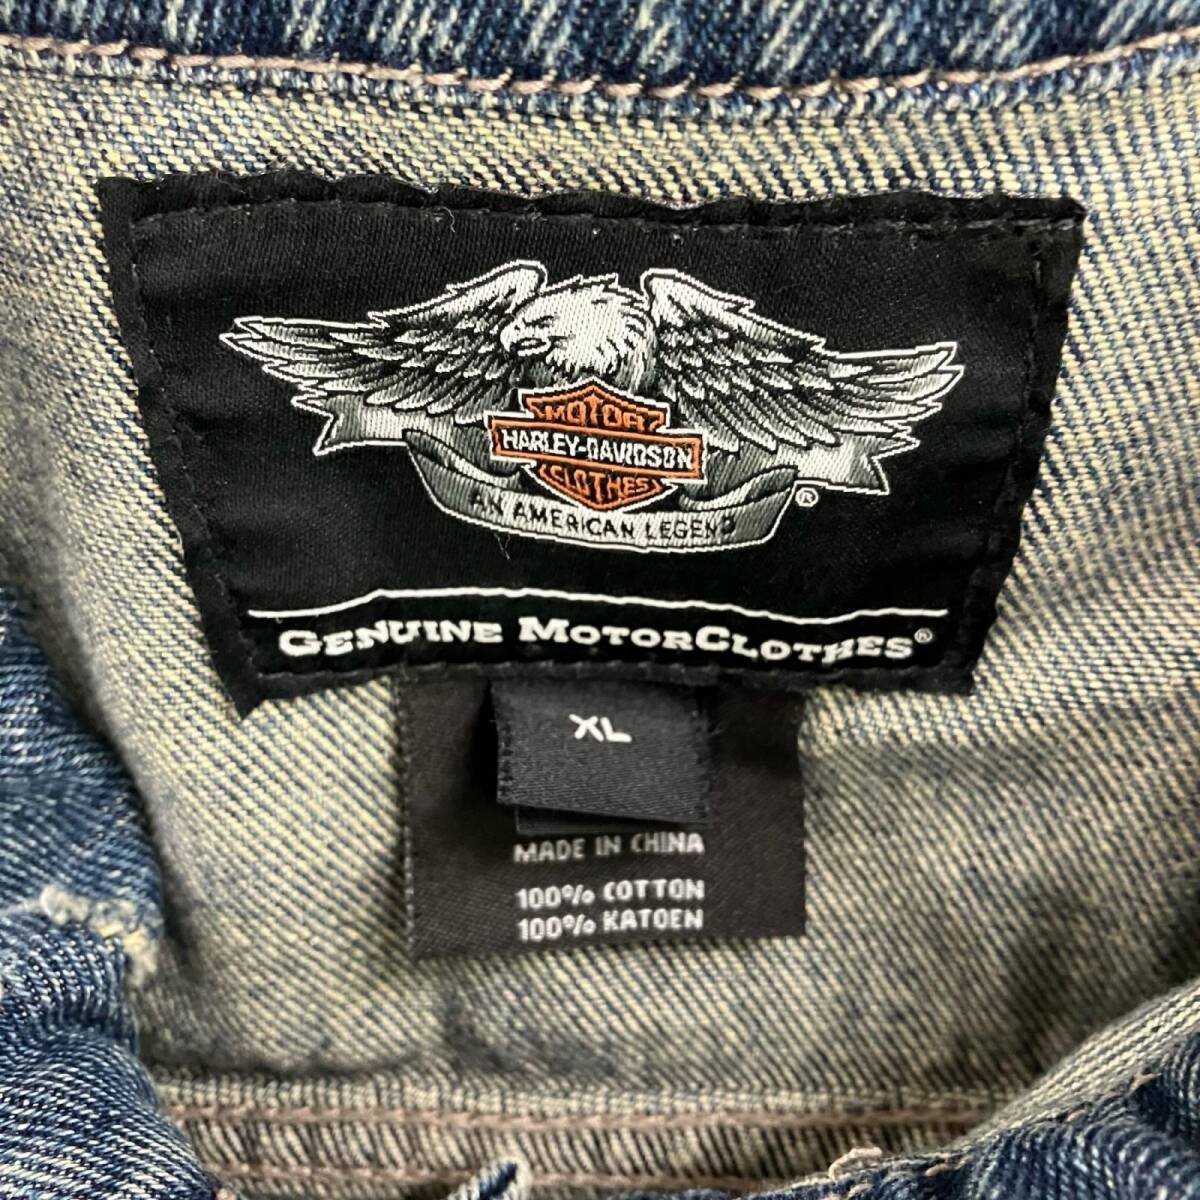 MOTOR
HARLEY-DAVIDSON
CLOTHES
AN AMERICAN LEGEND
®
GENUINE MOTORCLOTHES®
XL
MADE IN CHINA
100% COTTON
100% KATOEN